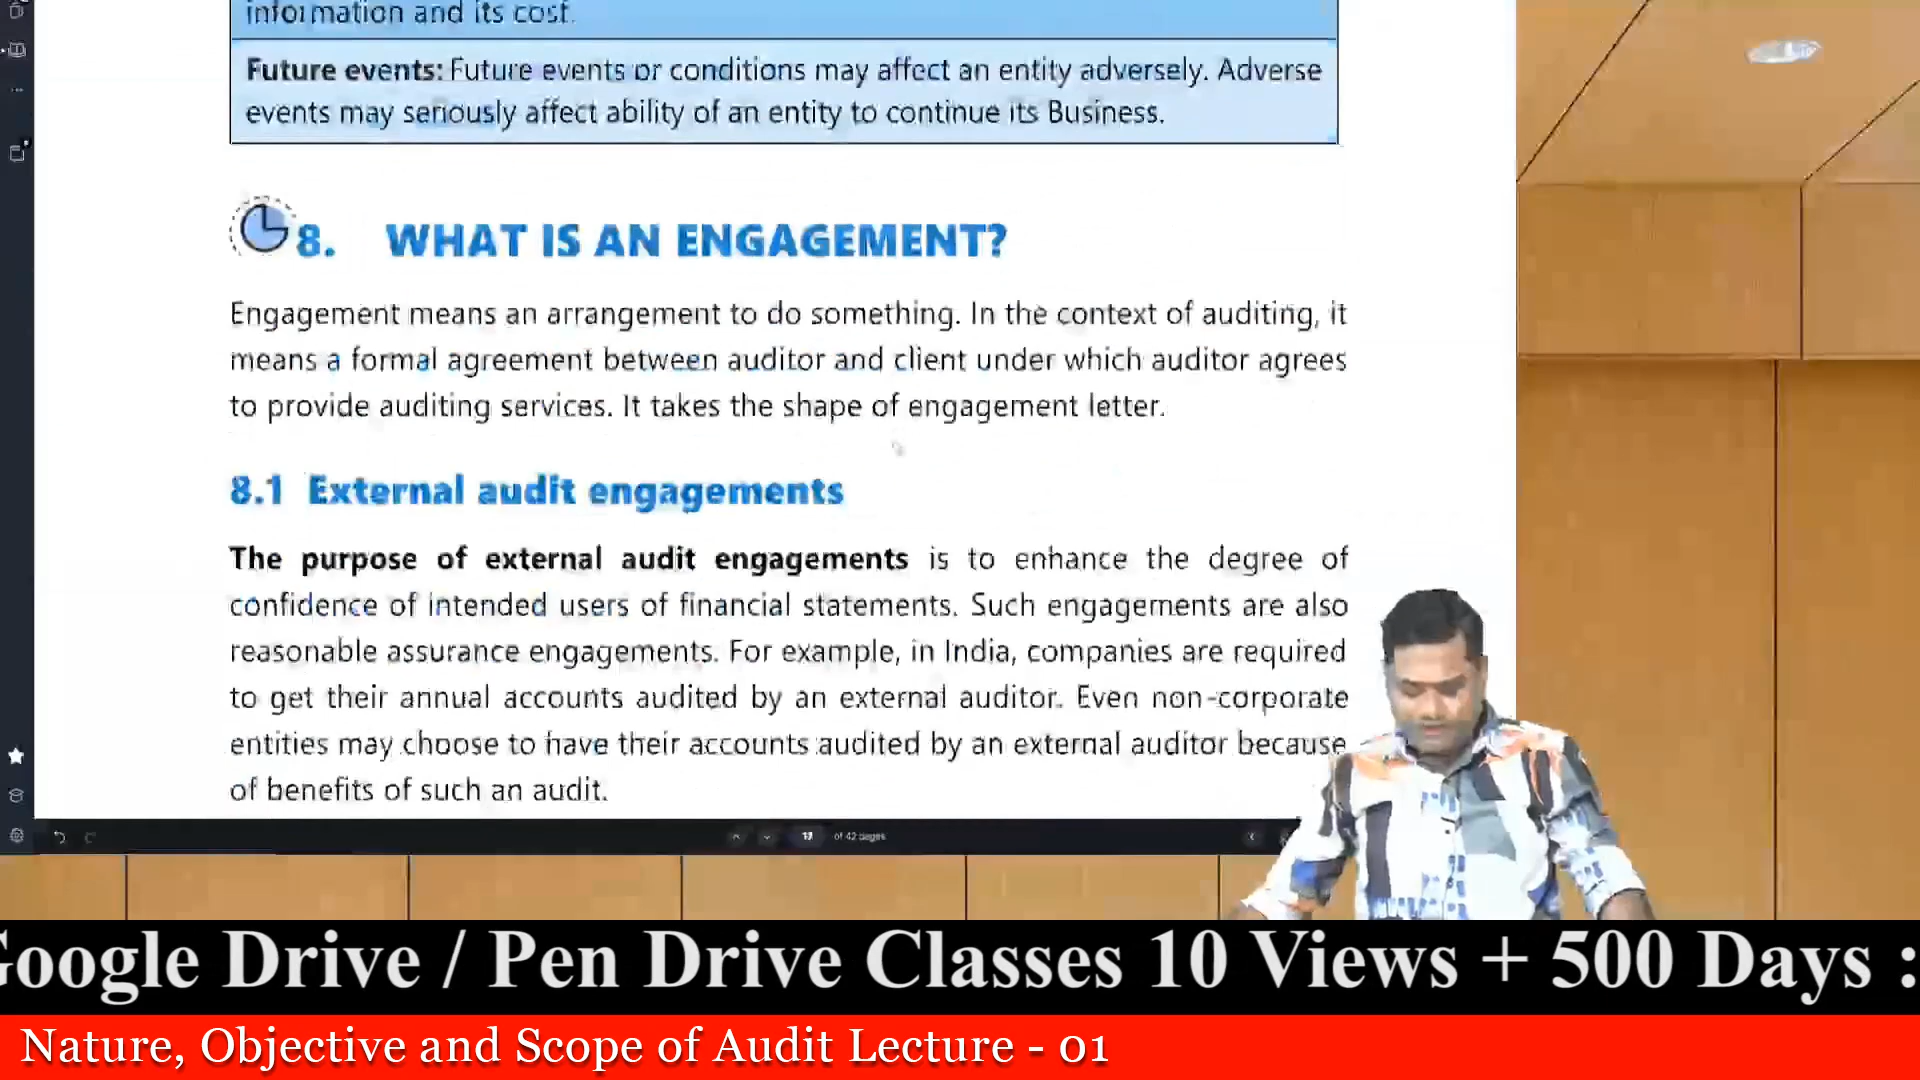 information and its cost.
Future events: Future events or conditions may affect an entity adversely. Adverse
events may seriously affect ability of an entity to continue its Business.
8. WHAT IS AN ENGAGEMENT?
Engagement means an arrangement to do something. In the context of auditing, it
means a formal agreement between auditor and client under which auditor agrees
to provide auditing services. It takes the shape of engagement letter.
8.1 External audit engagements
The purpose of external audit engagements is to enhance the degree of
confidence of intended users of financial statements. Such engagements are also
reasonable assurance engagements. For example, in India, companies are required
to get their annual accounts audited by an external auditor. Even non-corporate
entities may choose to have their accounts audited by an external auditor because
of benefits of such an audit.
of 42 pages
Google Drive / Pen Drive Classes 10 Views + 500 Days :
Nature, Objective and Scope of Audit Lecture - 01